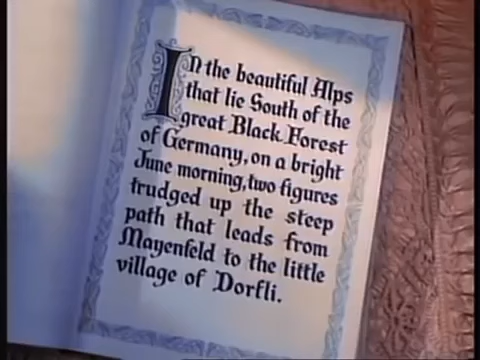 In the beautiful Alps
that lie South of the
great Black Forest
of Germany, on a bright
June morning, two figures
trudged up the steep
path that leads from
Mayenfeld to the little
village of Dorfli.